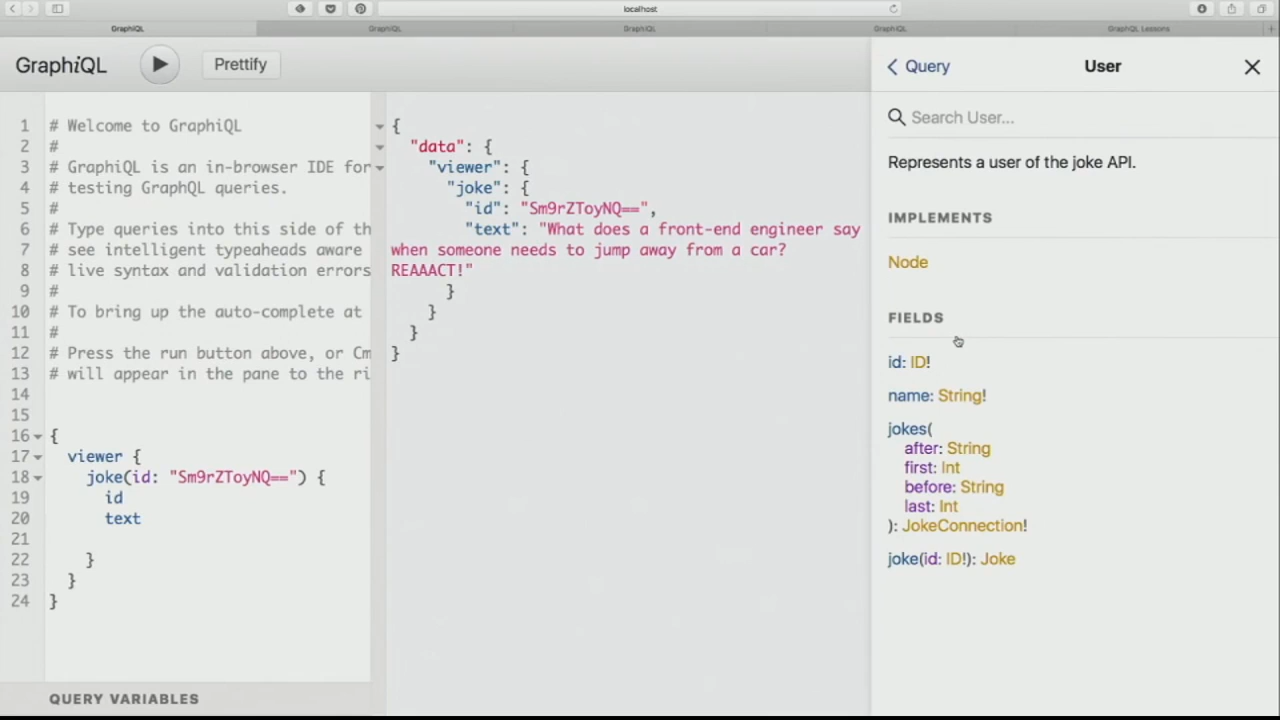 localhost
GraphiQL
GraphiQL
GraphiQL
GraphiQL
GraphQL Lessons
GraphiQL
Prettify
1 # Welcome to GraphiQL
2 #
3 # GraphiQL is an in-browser IDE for
4 # testing GraphQL queries.
5 #
6 # Type queries into this side of th
7 # see intelligent typeaheads aware
8 # live syntax and validation errors
9 #
10 # To bring up the auto-complete at
11 #
12 # Press the run button above, or Cm
13 # will appear in the pane to the ri
14
15
16 {
17 viewer {
18 joke(id: "Sm9rZToyNQ==") {
19 id
20 text
21
22 }
23 }
24 }
QUERY VARIABLES
{
"data": {
"viewer": {
"joke": {
"id": "Sm9rZToyNQ==",
"text": "What does a front-end engineer say
when someone needs to jump away from a car?
REAAACT!"
}
}
}
}
Query
User
Search User...
Represents a user of the joke API.
IMPLEMENTS
Node
FIELDS
id: ID!
name: String!
jokes(
after: String
first: Int
before: String
last: Int
): JokeConnection!
joke(id: ID!): Joke